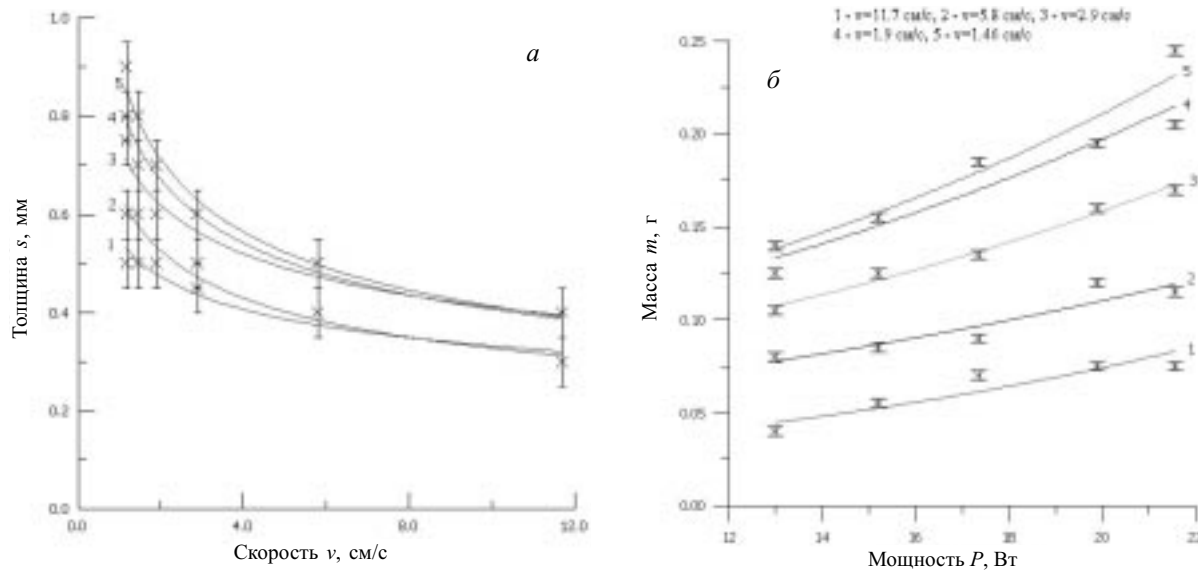 1 - v=11.7 см/с, 2 - v=5.8 см/с, 3 - v=2.9 см/с
4 - v=1.9 см/с, 5 - v=1.46 см/с
а
1.0
0.8
0.6
0.4
0.2
0.0
5
4
3
2
1
0.0 4.0 8.0 12.0
Толщина s, мм
Скорость v, см/с
б
0.25
0.20
0.15
0.10
0.05
0.00
5
4
3
2
1
12 14 16 18 20 22
Масса m, г
Мощность P, Вт